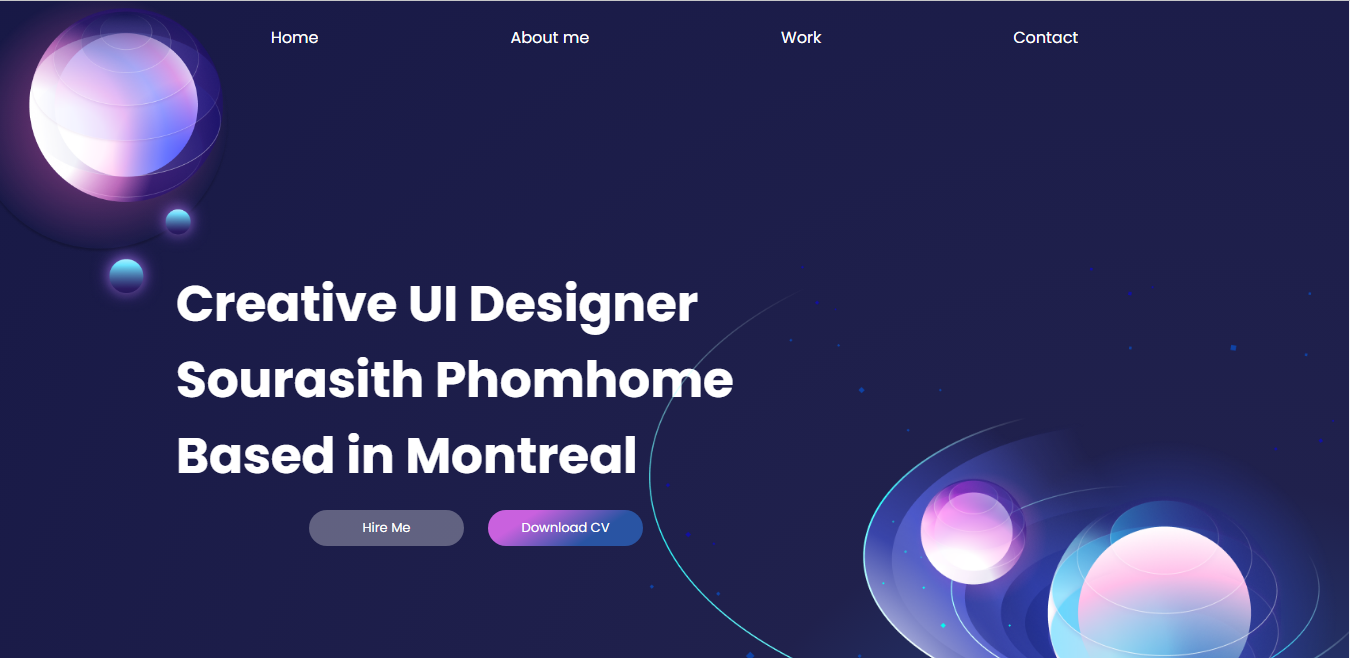 Home About me Work Contact
Creative UI Designer
Sourasith Phomhome
Based in Montreal
Hire Me Download CV